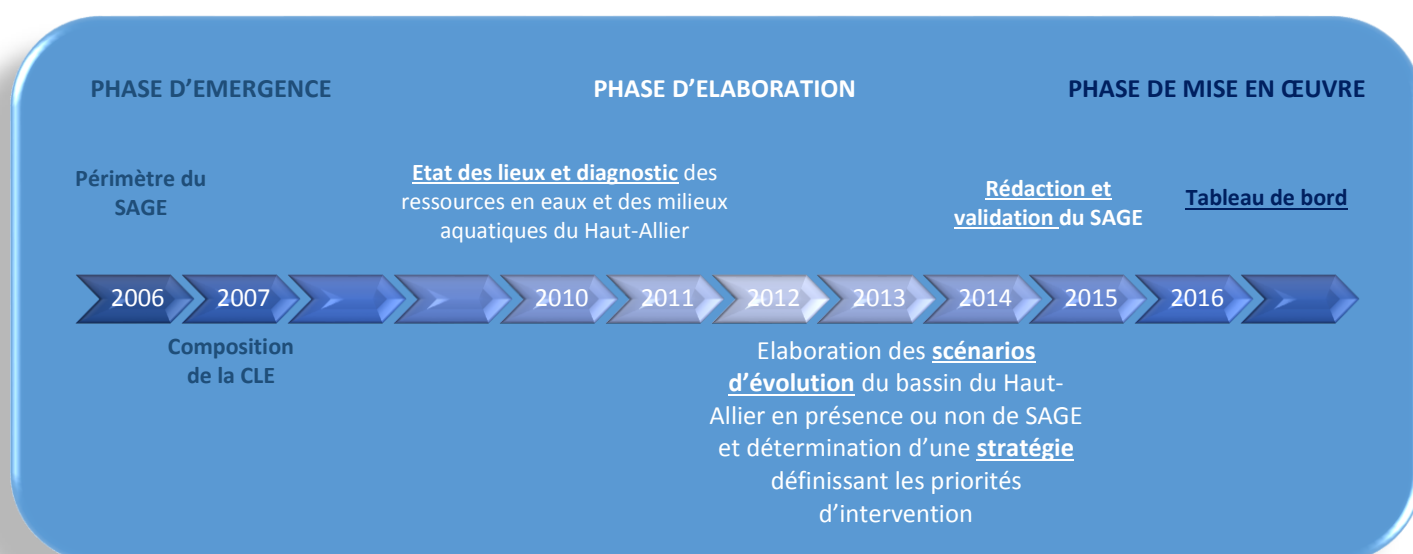 PHASE D’EMERGENCE
PHASE D’ELABORATION
PHASE DE MISE EN ŒUVRE
Périmètre du
SAGE
Etat des lieux et diagnostic des
ressources en eaux et des milieux
aquatiques du Haut-Allier
Rédaction et
validation du SAGE
Tableau de bord
2006 2007 2010 2011 2012 2013 2014 2015 2016
Composition
de la CLE
Elaboration des scénarios
d’évolution du bassin du Haut-
Allier en présence ou non de SAGE
et détermination d’une stratégie
définissant les priorités
d’intervention